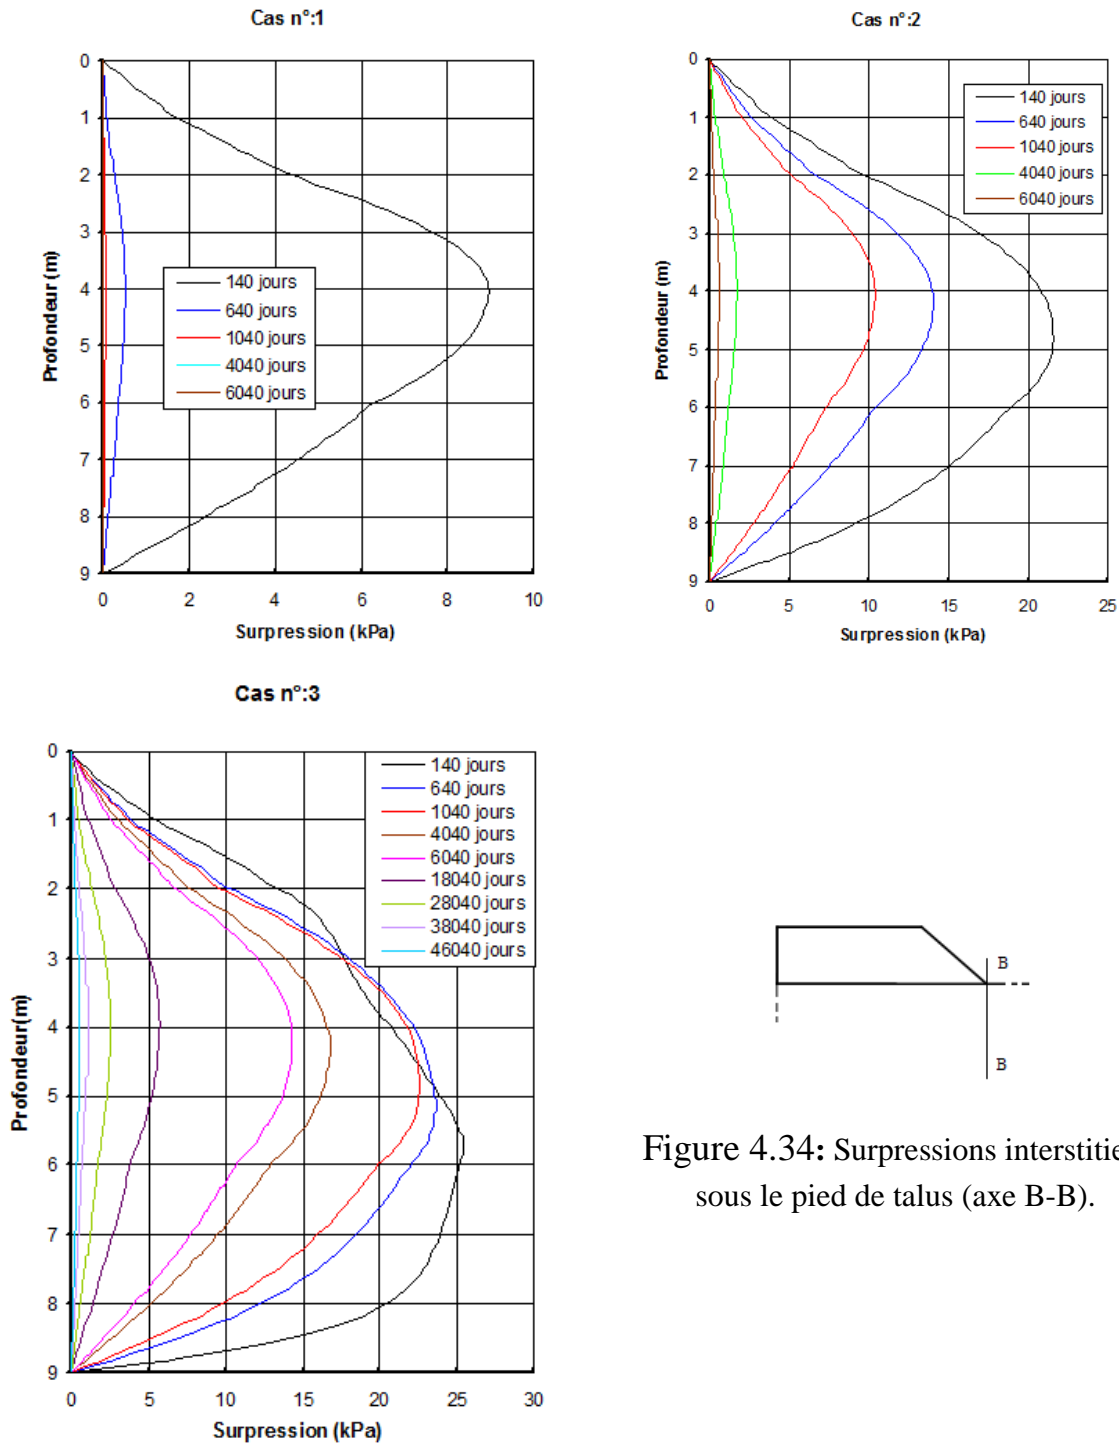 Cas n°:1
0
1
2
3
4
5
6
7
8
9
Profondeur (m)
140 jours
640 jours
1040 jours
4040 jours
6040 jours
0 2 4 6 8 10
Surpression (kPa)
Cas n°:2
0
1
2
3
4
5
6
7
8
9
Profondeur (m)
140 jours
640 jours
1040 jours
4040 jours
6040 jours
0 5 10 15 20 25
Surpression (kPa)
Cas n°:3
0
1
2
3
4
5
6
7
8
9
Profondeur(m)
140 jours
640 jours
1040 jours
4040 jours
6040 jours
18040 jours
28040 jours
38040 jours
46040 jours
0 5 10 15 20 25 30
Surpression (kPa)
B
B
Figure 4.34: Surpressions
sous le pied de talus (axe B-B).